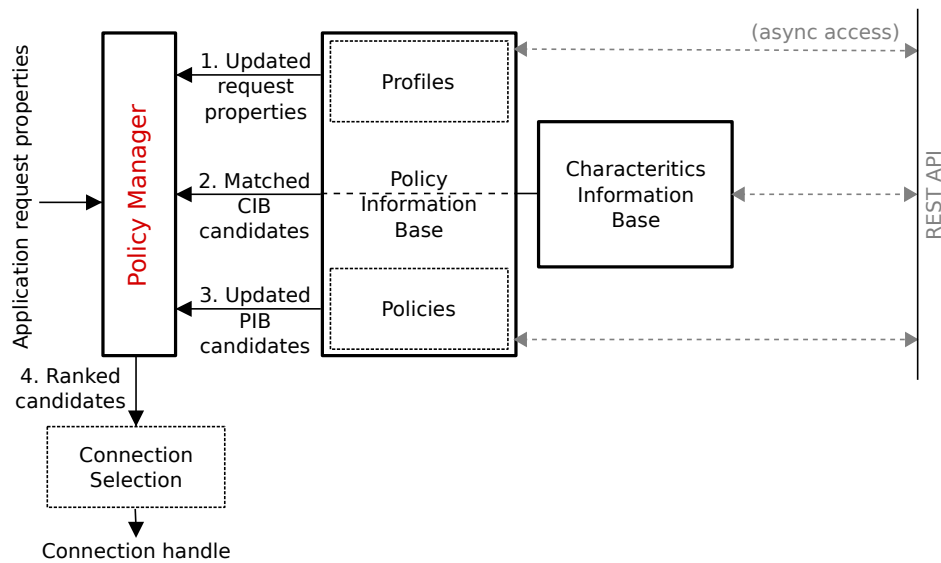 Application request properties
Policy Manager
1. Updated
request
properties
2. Matched
CIB
candidates
3. Updated
PIB
candidates
Profiles
Policy
Information
Base
Policies
Characteritics
Information
Base
(async access)
REST API
4. Ranked
candidates
Connection
Selection
Connection handle